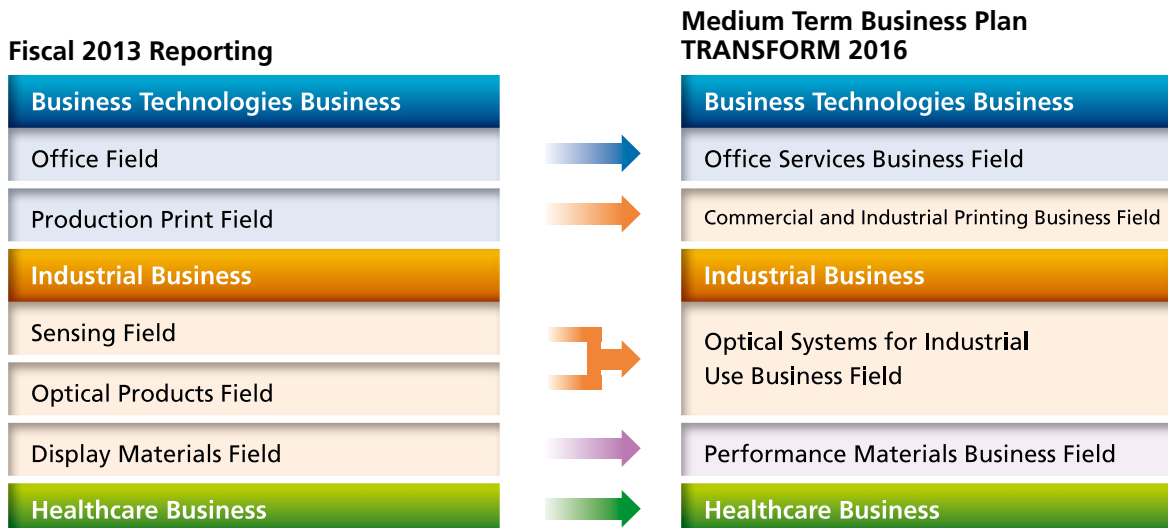 Fiscal 2013 Reporting
Business Technologies Business
Office Field
Production Print Field
Industrial Business
Sensing Field
Optical Products Field
Display Materials Field
Healthcare Business
Medium Term Business Plan
TRANSFORM 2016
Business Technologies Business
Office Services Business Field
Commercial and Industrial Printing Business Field
Industrial Business
Optical Systems for Industrial
Use Business Field
Performance Materials Business Field
Healthcare Business